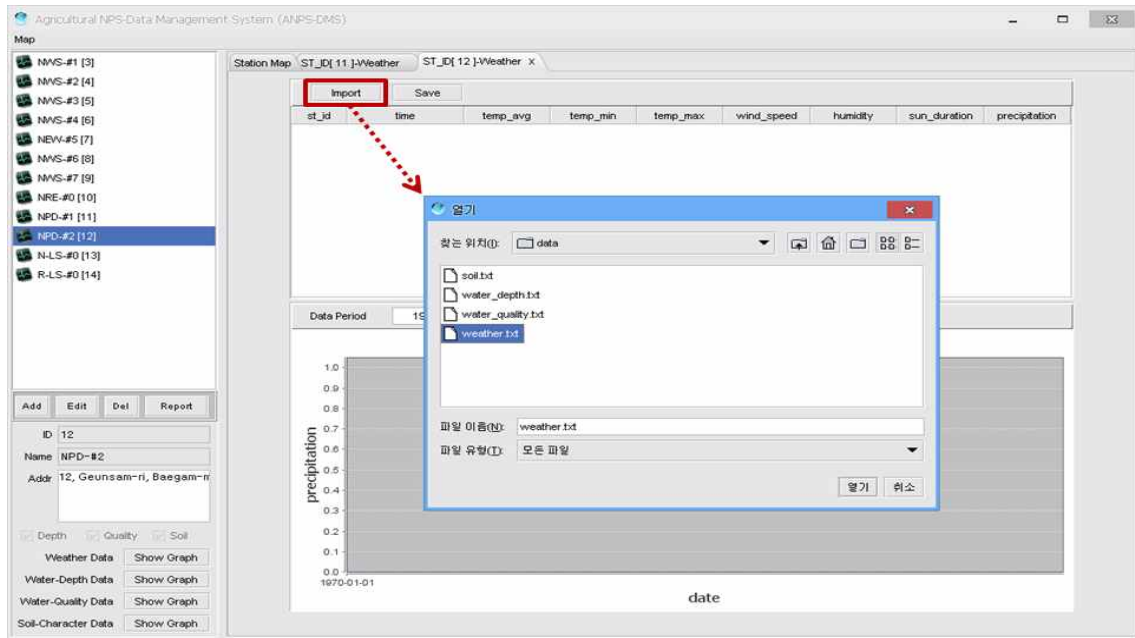 Agricultural NPS-Data Management System (ANPS-DMS)
Map
NWS-#1 [3]
NWS-#2 [4]
NWS-#3 [5]
NWS-#4 [6]
NEW-#5 [7]
NWS-#6 [8]
NWS-#7 [9]
NRE-#0 [10]
NPD-#1 [11]
NPD-#2 [12]
N-LS-#0 [13]
R-LS-#0 [14]
Add Edit Del Report
ID 12
Name NPD-#2
Addr 12, Geunsam-ri, Baegam-m
Depth Quality Soil
Weather Data Show Graph
Water-Depth Data Show Graph
Water-Quality Data Show Graph
Soil-Character Data Show Graph
Station Map ST_ID[ 11 ]-Weather ST_ID[ 12 ]-Weather x
Import Save
st_id time temp_avg temp_min temp_max wind_speed humidity sun_duration precipitation
열기
찾는 위치(I): data
soil.txt
water_depth.txt
water_quality.txt
weather.txt
파일 이름(N): weather.txt
파일 유형(T): 모든 파일
열기 취소
Data Period 19
1.0
0.9
0.8
0.7
0.6
0.5
0.4
0.3
0.2
0.1
0.0
precipitation
1970-01-01
date